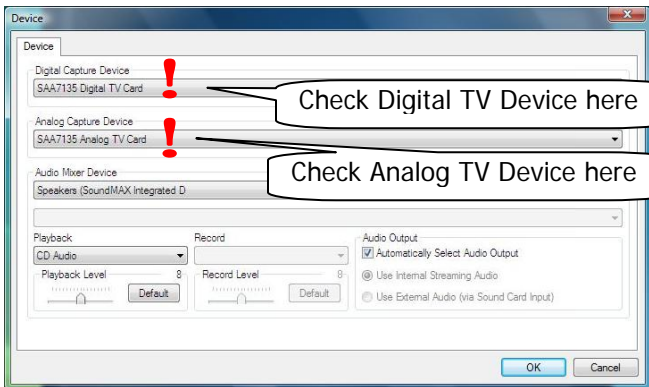 Device
Device
Digital Capture Device
SAA7135 Digital TV Card
!
Check Digital TV Device here
Analog Capture Device
SAA7135 Analog TV Card
!
Check Analog TV Device here
Audio Mixer Device
Speakers (SoundMAX Integrated D
Playback
Record
Audio Output
CD Audio
Automatically Select Audio Output
Playback Level 8
Record Level 8
Use Internal Streaming Audio
Default
Default
Use External Audio (via Sound Card Input)
OK
Cancel